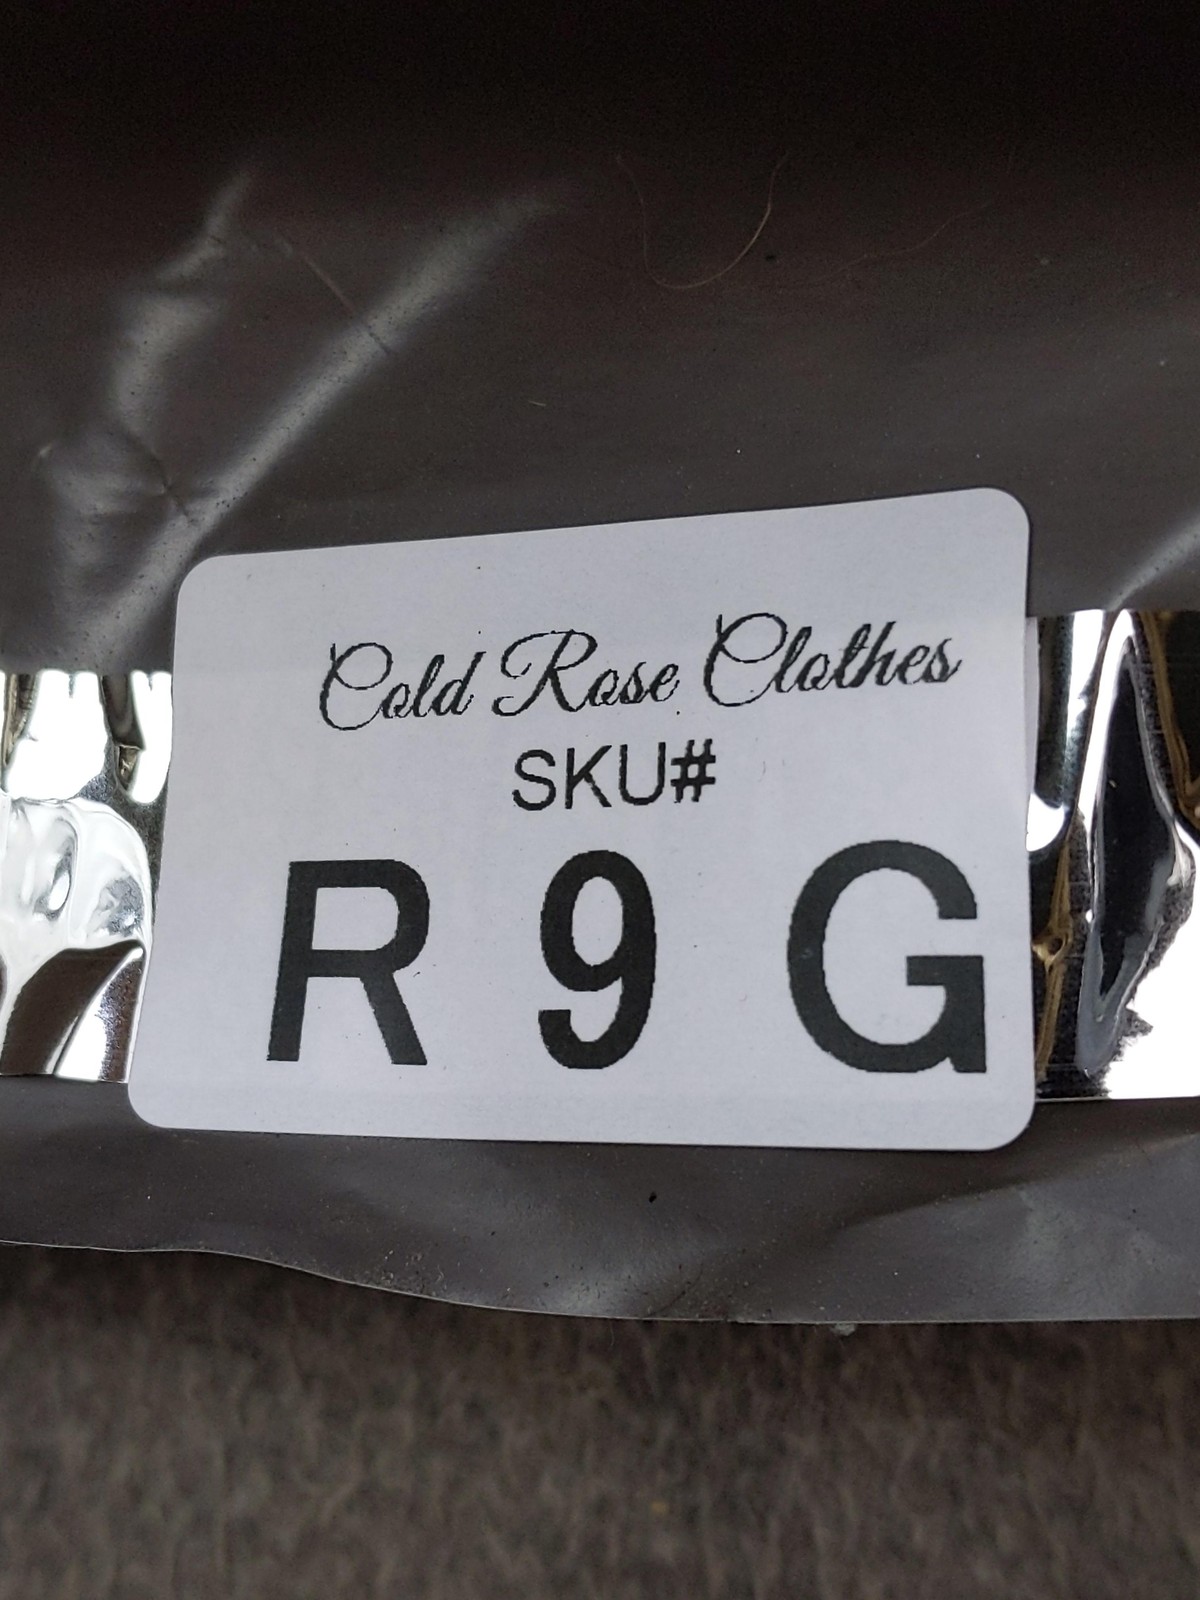 Cold Rose Clothes
SKU#
R 9 G